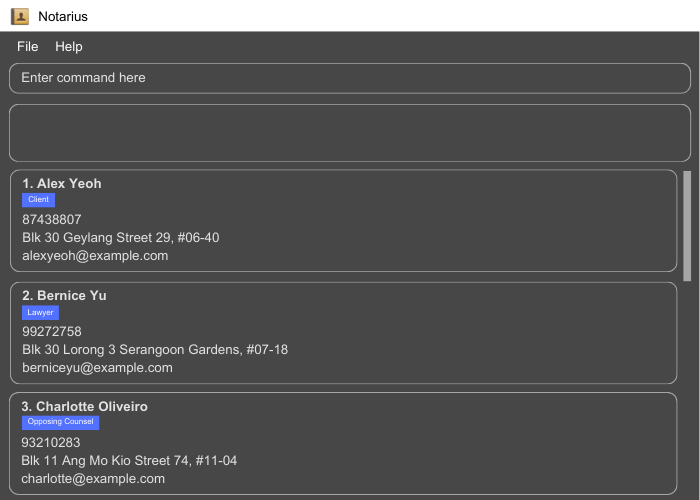 Notarius
File Help
Enter command here
1. Alex Yeoh
Client
87438807
Blk 30 Geylang Street 29, #06-40
alexyeoh@example.com
2. Bernice Yu
Lawyer
99272758
Blk 30 Lorong 3 Serangoon Gardens, #07-18
berniceyu@example.com
3. Charlotte Oliveiro
Opposing Counsel
93210283
Blk 11 Ang Mo Kio Street 74, #11-04
charlotte@example.com